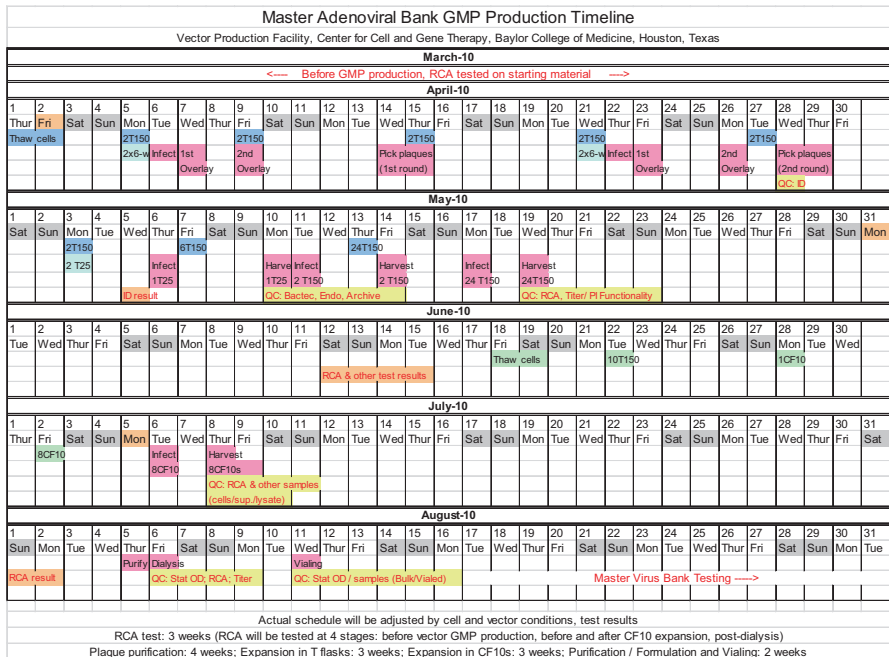 Master Adenoviral Bank GMP Production Timeline
Vector Production Facility, Center for Cell and Gene Therapy, Baylor College of Medicine, Houston, Texas
March-10
<---- Before GMP production, RCA tested on starting material ---->
April-10
1 2 3 4 5 6 7 8 9 10 11 12 13 14 15 16 17 18 19 20 21 22 23 24 25 26 27 28 29 30
Thur Fri Sat Sun Mon Tue Wed Thur Fri Sat Sun Mon Tue Wed Thur Fri Sat Sun Mon Tue Wed Thur Fri Sat Sun Mon Tue Wed Thur Fri
Thaw cells 2T150 2T150 2T150 2T150 2T150
2x6-w Infect 1st 2nd Pick plaques 2x6-w Infect 1st 2nd Pick plaques
Overlay Overlay (1st round) Overlay Overlay (2nd round)
QC: ID
May-10
1 2 3 4 5 6 7 8 9 10 11 12 13 14 15 16 17 18 19 20 21 22 23 24 25 26 27 28 29 30 31
Sat Sun Mon Tue Wed Thur Fri Sat Sun Mon Tue Wed Thur Fri Sat Sun Mon Tue Wed Thur Fri Sat Sun Mon Tue Wed Thur Fri Sat Sun Mon
2T150 6T150 24T150
2 T25 Infect Harve Infect Harvest Infect Harvest
1T25 1T25 2 T150 2 T150 24 T150 24T150
ID result QC: Bactec, Endo, Archive QC: RCA, Titer/ PI Functionality
June-10
1 2 3 4 5 6 7 8 9 10 11 12 13 14 15 16 17 18 19 20 21 22 23 24 25 26 27 28 29 30
Tue Wed Thur Fri Sat Sun Mon Tue Wed Thur Fri Sat Sun Mon Tue Wed Thur Fri Sat Sun Mon Tue Wed Thur Fri Sat Sun Mon Tue Wed
Thaw cells 10T150 1CF10
RCA & other test results
July-10
1 2 3 4 5 6 7 8 9 10 11 12 13 14 15 16 17 18 19 20 21 22 23 24 25 26 27 28 29 30 31
Thur Fri Sat Sun Mon Tue Wed Thur Fri Sat Sun Mon Tue Wed Thur Fri Sat Sun Mon Tue Wed Thur Fri Sat Sun Mon Tue Wed Thur Fri Sat
8CF10 Infect Harvest
8CF10 8CF10s
QC: RCA & other samples
(cells/sup./lysate)
August-10
1 2 3 4 5 6 7 8 9 10 11 12 13 14 15 16 17 18 19 20 21 22 23 24 25 26 27 28 29 30 31
Sun Mon Tue Wed Thur Fri Sat Sun Mon Tue Wed Thur Fri Sat Sun Mon Tue Wed Thur Fri Sat Sun Mon Tue Wed Thur Fri Sat Sun Mon Tue
Purify Dialysis Vialing
RCA result QC: Stat OD; RCA; Titer QC: Stat OD / samples (Bulk/Vialed) Master Virus Bank Testing ----->
Actual schedule will be adjusted by cell and vector conditions, test results
RCA test: 3 weeks (RCA will be tested at 4 stages: before vector GMP production, before and after CF10 expansion, post-dialysis)
Plaque purification: 4 weeks; Expansion in T flasks: 3 weeks; Expansion in CF10s: 3 weeks; Purification / Formulation and Vialing: 2 weeks